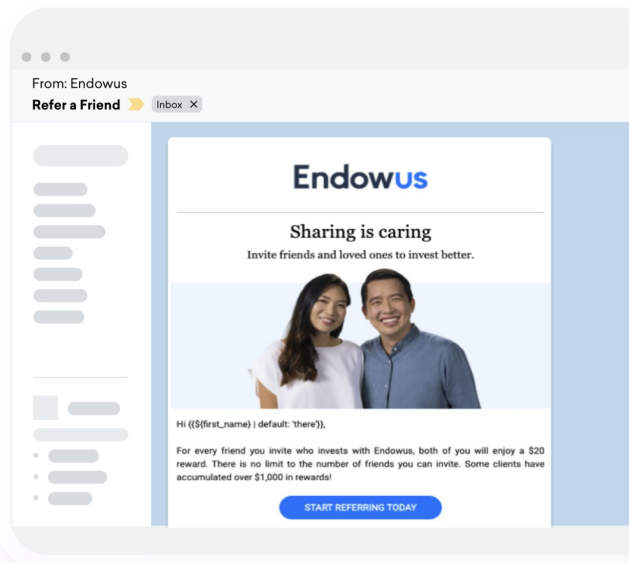 From: Endowus
Refer a Friend
Inbox ×
Endowus
Sharing is caring
Invite friends and loved ones to invest better.
Hi {{${first_name} | default: 'there'}},
For every friend you invite who invests with Endowus, both of you will enjoy a $20
reward. There is no limit to the number of friends you can invite. Some clients have
accumulated over $1,000 in rewards!
START REFERRING TODAY